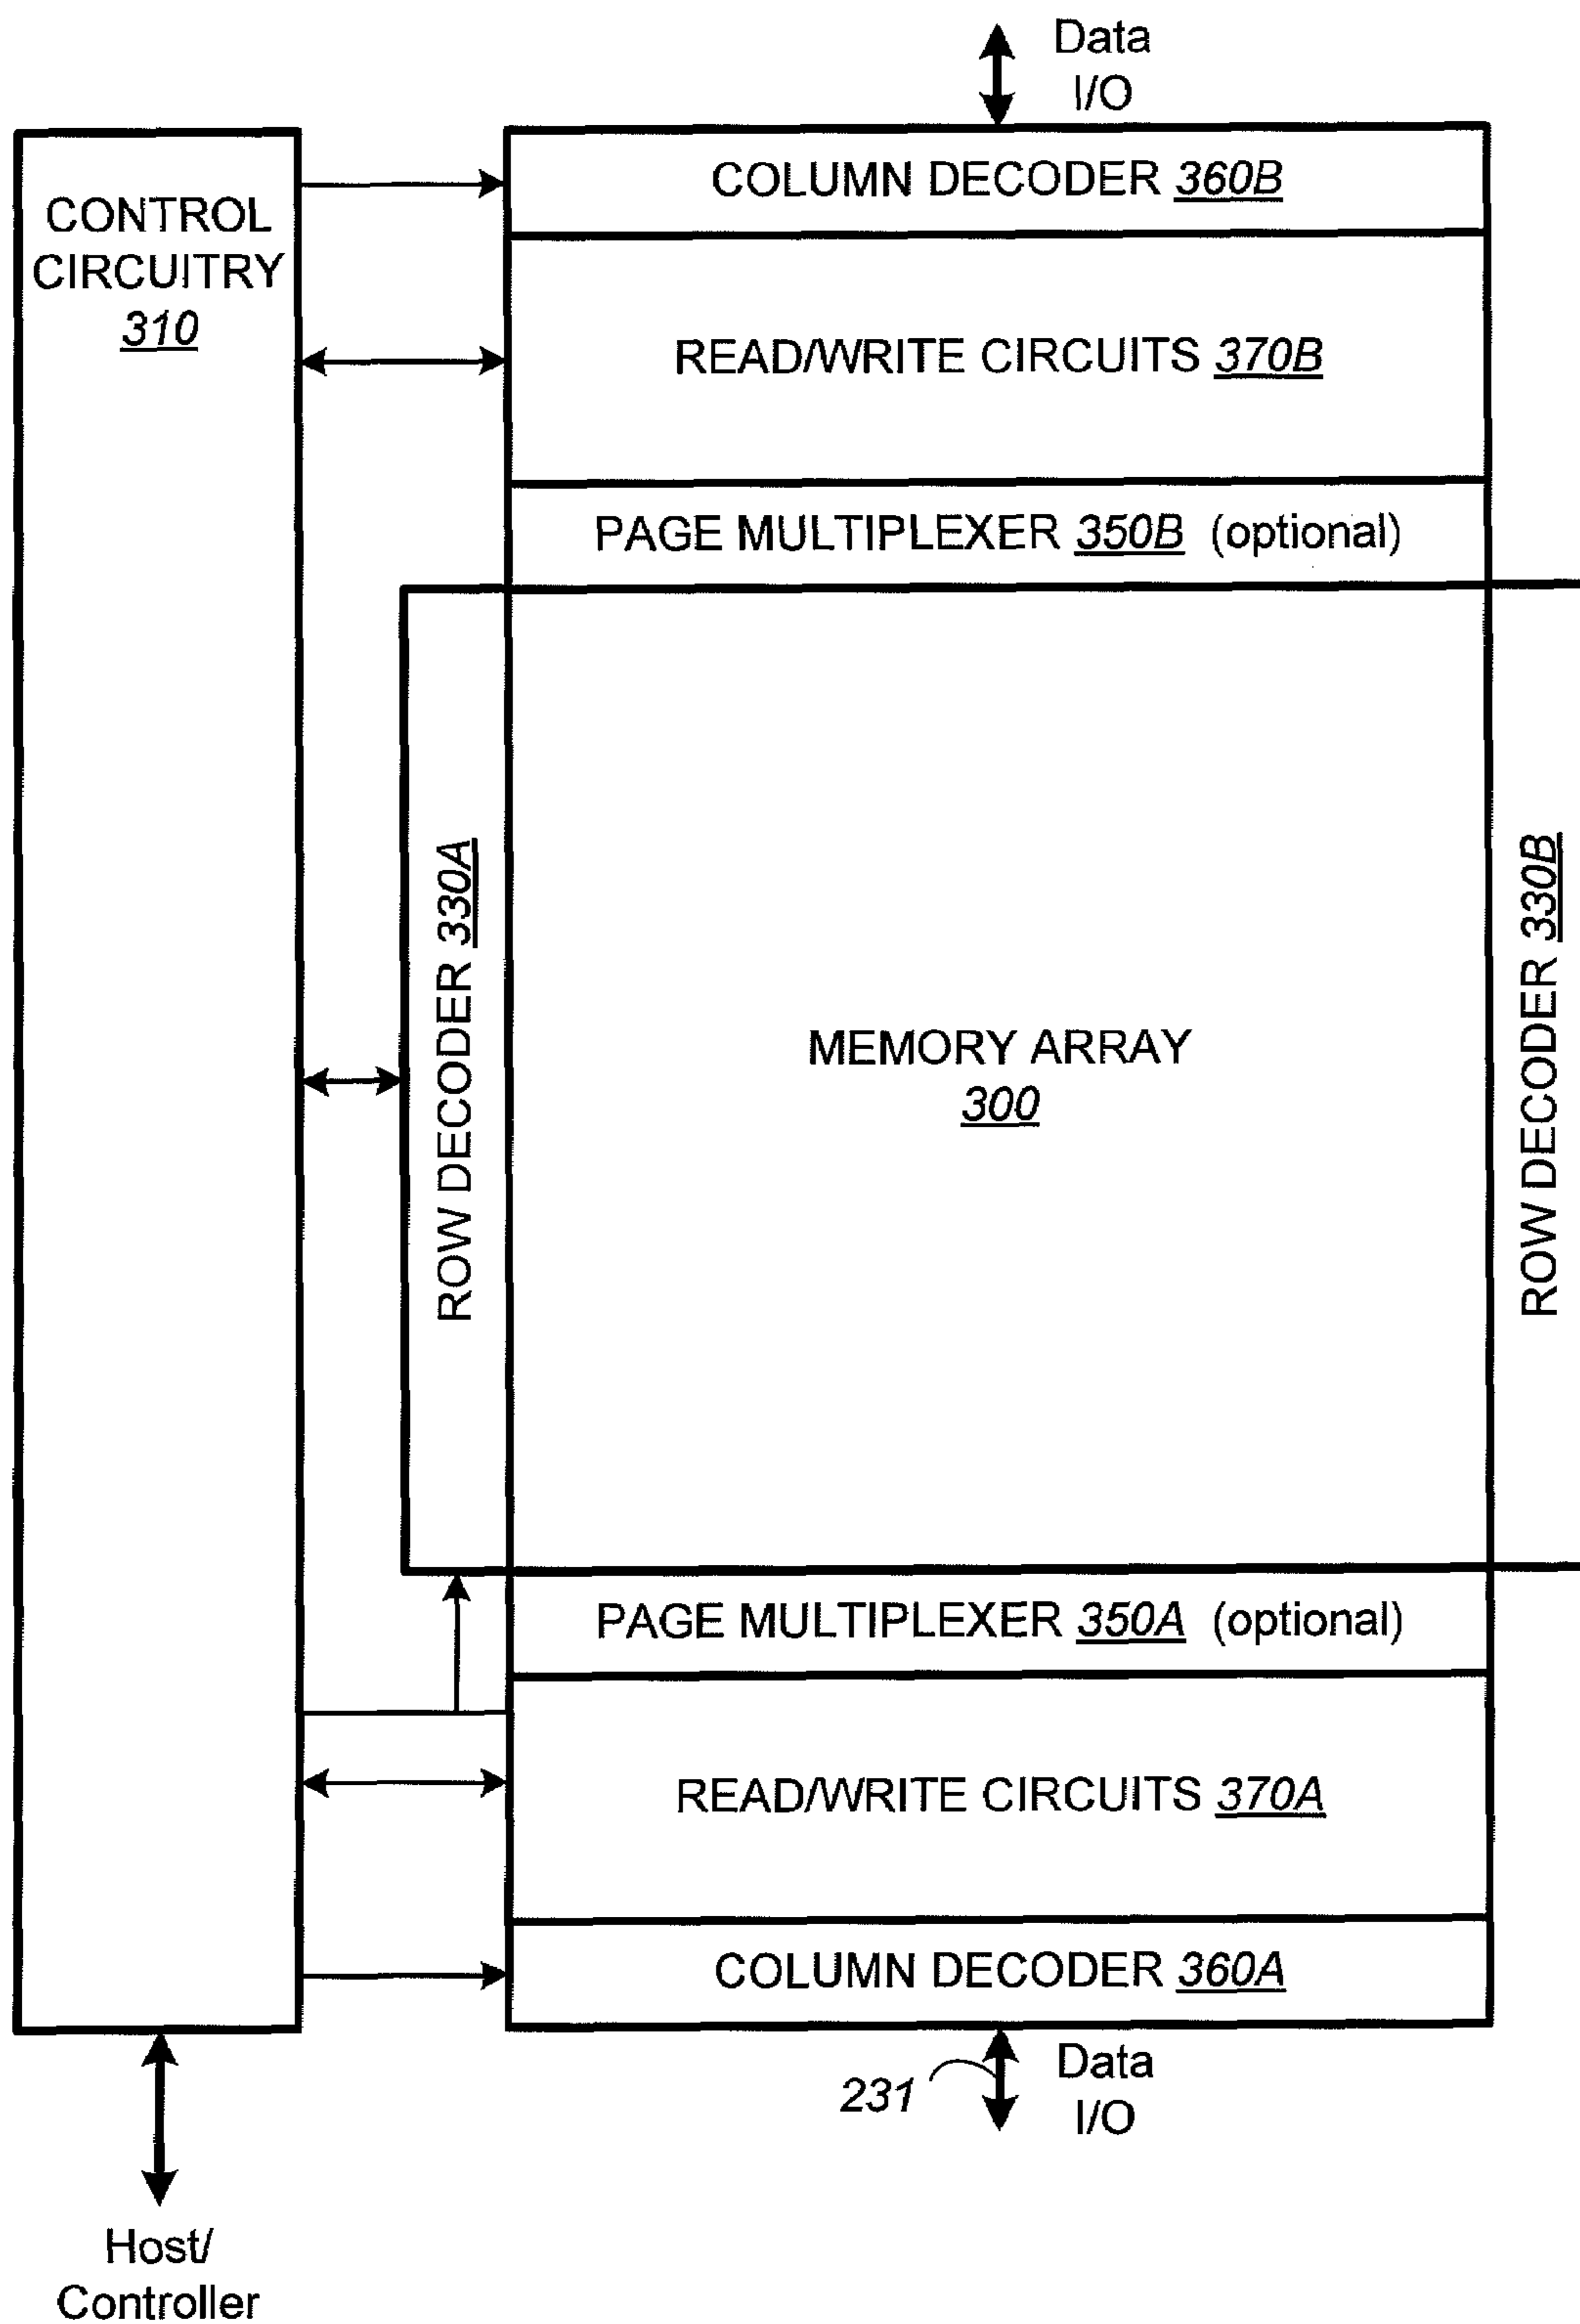 Data
I/O
CONTROL
CIRCUITRY
310
COLUMN DECODER 360B
READ/WRITE CIRCUITS 370B
PAGE MULTIPLEXER 350B (optional)
ROW DECODER 330A
MEMORY ARRAY
300
ROW DECODER 330B
PAGE MULTIPLEXER 350A (optional)
READ/WRITE CIRCUITS 370A
COLUMN DECODER 360A
231
Data
I/O
Host/
Controller